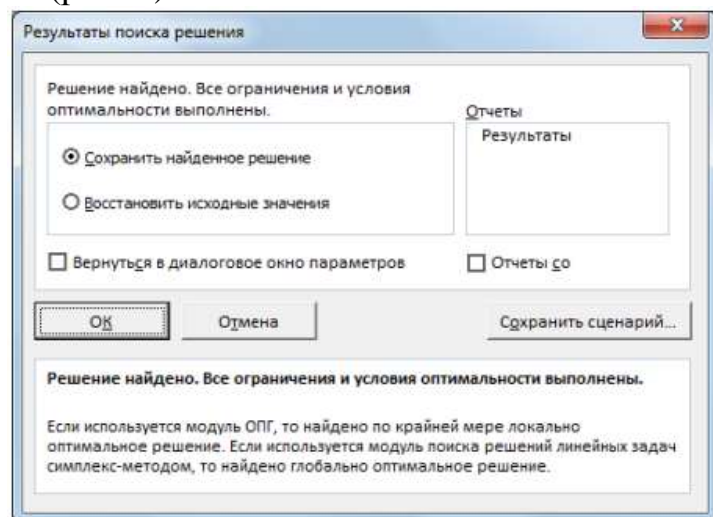 Результаты поиска решения
Решение найдено. Все ограничения и условия
оптимальности выполнены.
Отчеты
Результаты
Сохранить найденное решение
Восстановить исходные значения
Вернуться в диалоговое окно параметров
Отчеты со
ОК
Отмена
Сохранить сценарий...
Решение найдено. Все ограничения и условия оптимальности выполнены.
Если используется модуль ОПГ, то найдено по крайней мере локально
оптимальное решение. Если используется модуль поиска решений линейных задач
симплекс-методом, то найдено глобально оптимальное решение.